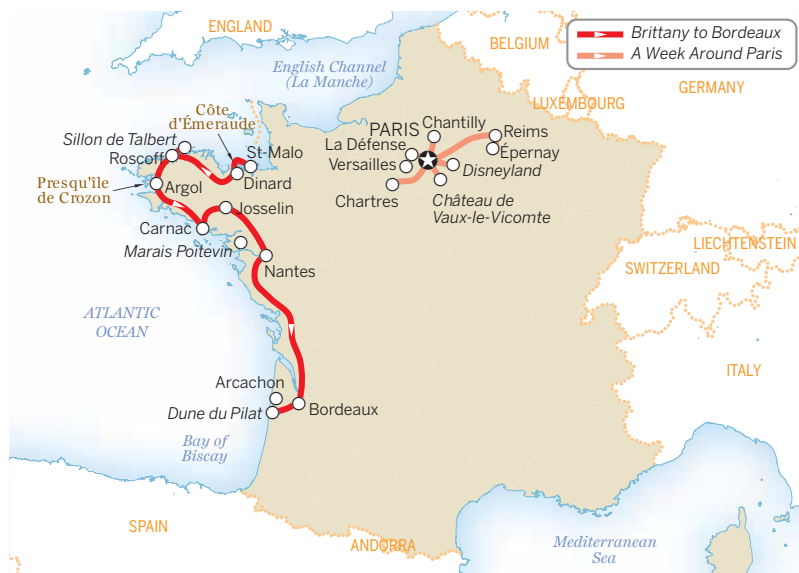 Brittany to Bordeaux
A Week Around Paris
ENGLAND
BELGIUM
GERMANY
English Channel
(La Manche)
LUXEMBOURG
Côte
d'Émeraude
Sillon de Talbert
Roscoff
St-Malo
Dinard
PARIS
Chantilly
La Défense
Versailles
Reims
Épernay
Disneyland
Chartres
Château de
Vaux-le-Vicomte
Presqu'île
de Crozon
Argol
Josselin
Carnac
Marais Poitevin
Nantes
LIECHTENSTEIN
SWITZERLAND
ATLANTIC
OCEAN
ITALY
Arcachon
Dune du Pilat
Bordeaux
Bay of
Biscay
SPAIN
ANDORRA
Mediterranean
Sea